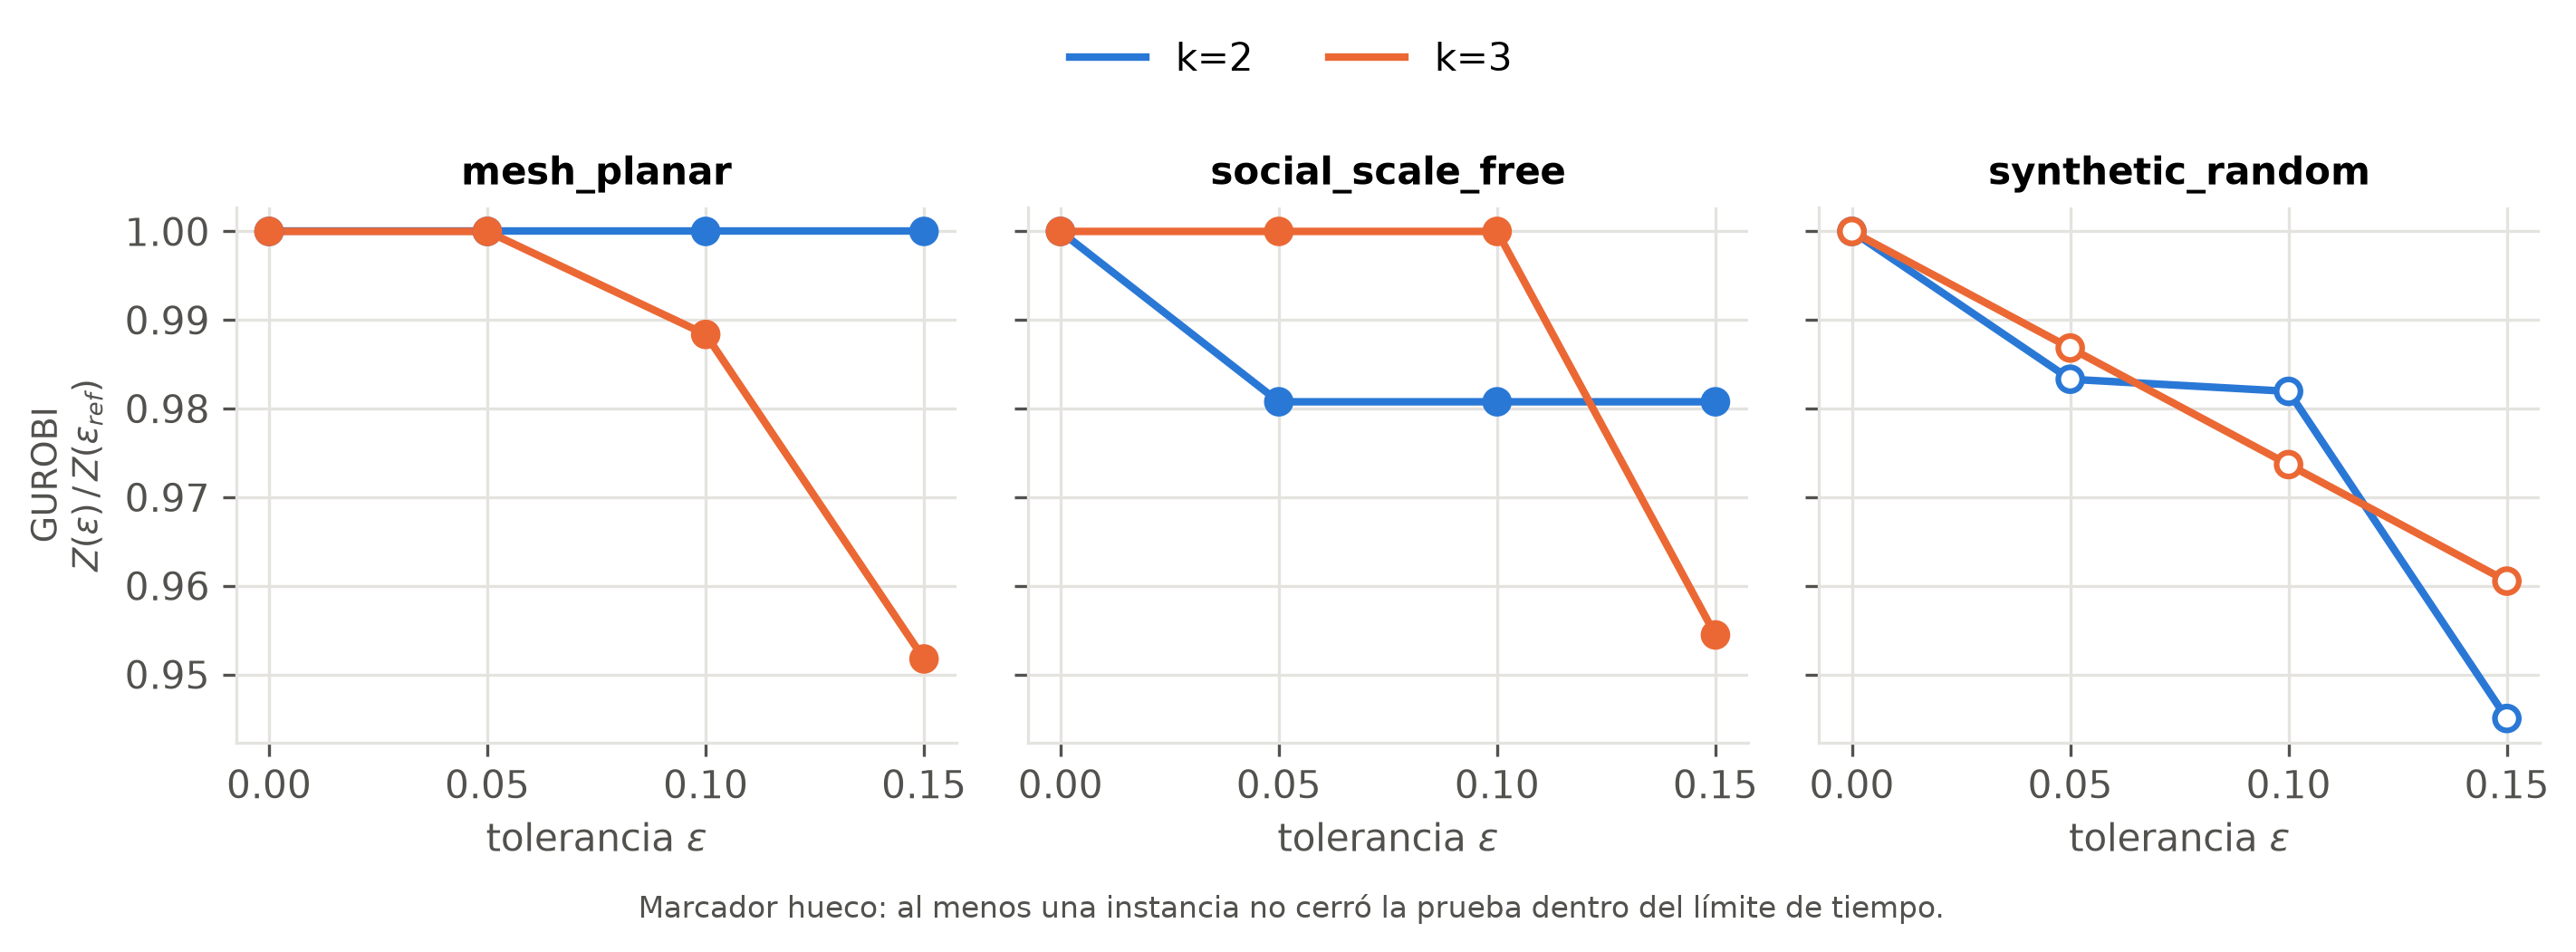 k=2 k=3
mesh_planar social_scale_free synthetic_random
GUROBI
Z(ε) / Z(ε_ref)
1.00
0.99
0.98
0.97
0.96
0.95
0.00 0.05 0.10 0.15 0.00 0.05 0.10 0.15 0.00 0.05 0.10 0.15
tolerancia ε tolerancia ε tolerancia ε
Marcador hueco: al menos una instancia no cerró la prueba dentro del límite de tiempo.